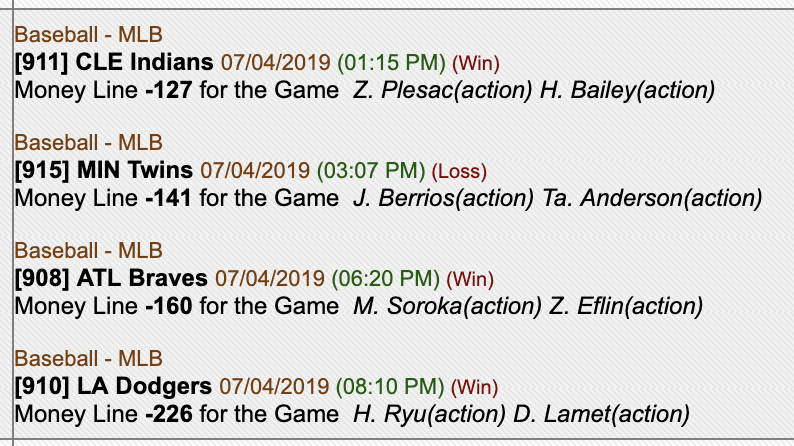 Baseball - MLB
[911] CLE Indians 07/04/2019 (01:15 PM) (Win)
Money Line -127 for the Game Z. Plesac(action) H. Bailey(action)
Baseball - MLB
[915] MIN Twins 07/04/2019 (03:07 PM) (Loss)
Money Line -141 for the Game J. Berrios(action) Ta. Anderson(action)
Baseball - MLB
[908] ATL Braves 07/04/2019 (06:20 PM) (Win)
Money Line -160 for the Game M. Soroka(action) Z. Eflin(action)
Baseball - MLB
[910] LA Dodgers 07/04/2019 (08:10 PM) (Win)
Money Line -226 for the Game H. Ryu(action) D. Lamet(action)